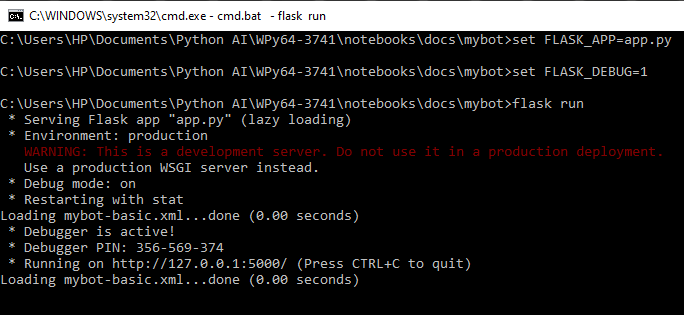 C:\WINDOWS\system32\cmd.exe - cmd.bat - flask run
C:\Users\HP\Documents\Python AI\WPy64-3741\notebooks\docs\mybot>set FLASK_APP=app.py
C:\Users\HP\Documents\Python AI\WPy64-3741\notebooks\docs\mybot>set FLASK_DEBUG=1
C:\Users\HP\Documents\Python AI\WPy64-3741\notebooks\docs\mybot>flask run
* Serving Flask app "app.py" (lazy loading)
* Environment: production
WARNING: This is a development server. Do not use it in a production deployment.
Use a production WSGI server instead.
* Debug mode: on
* Restarting with stat
Loading mybot-basic.xml...done (0.00 seconds)
* Debugger is active!
* Debugger PIN: 356-569-374
* Running on http://127.0.0.1:5000/ (Press CTRL+C to quit)
Loading mybot-basic.xml...done (0.00 seconds)